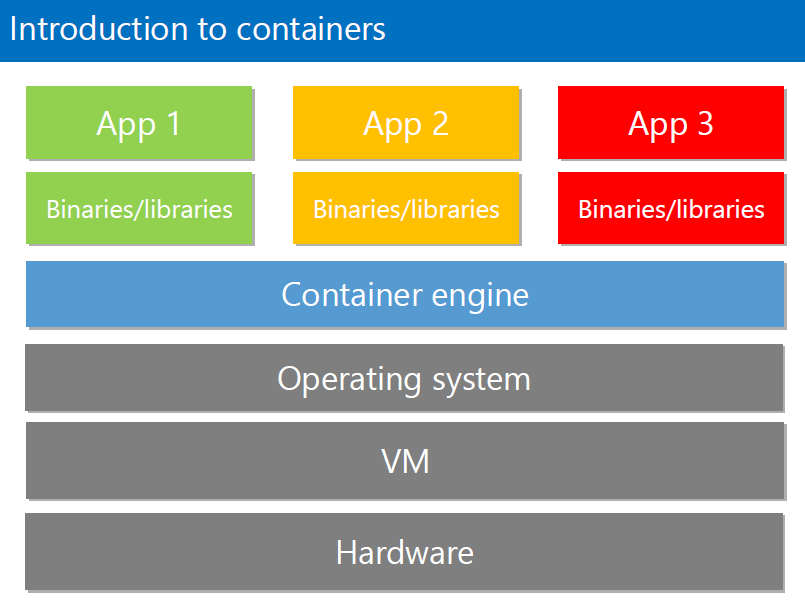 Introduction to containers
App 1
App 2
App 3
Binaries/libraries
Binaries/libraries
Binaries/libraries
Container engine
Operating system
VM
Hardware